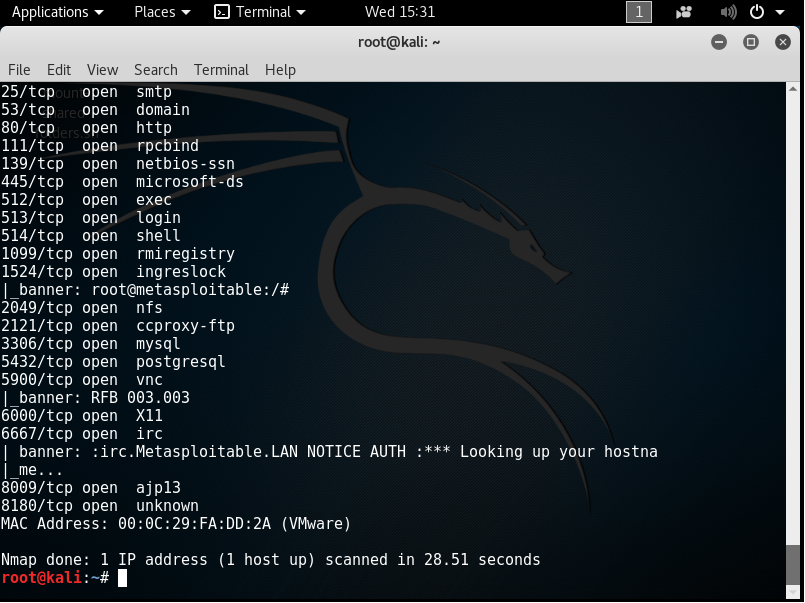 Applications Places Terminal Wed 15:31 1
root@kali: ~
File Edit View Search Terminal Help
25/tcp open smtp
53/tcp open domain
80/tcp open http
111/tcp open rpcbind
139/tcp open netbios-ssn
445/tcp open microsoft-ds
512/tcp open exec
513/tcp open login
514/tcp open shell
1099/tcp open rmiregistry
1524/tcp open ingreslock
|_banner: root@metasploitable:/#
2049/tcp open nfs
2121/tcp open ccproxy-ftp
3306/tcp open mysql
5432/tcp open postgresql
5900/tcp open vnc
|_banner: RFB 003.003
6000/tcp open X11
6667/tcp open irc
| banner: :irc.Metasploitable.LAN NOTICE AUTH :*** Looking up your hostna
|_me...
8009/tcp open ajp13
8180/tcp open unknown
MAC Address: 00:0C:29:FA:DD:2A (VMware)
Nmap done: 1 IP address (1 host up) scanned in 28.51 seconds
root@kali:~#